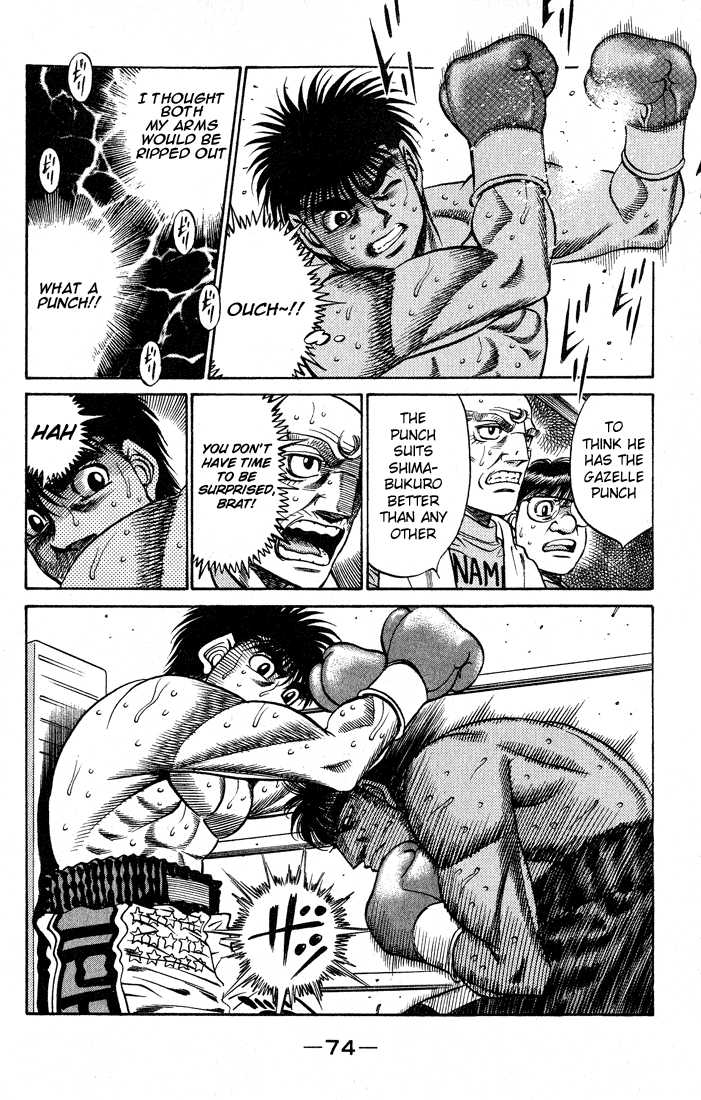 I THOUGHT
BOTH
MY ARMS
WOULD BE
RIPPED OUT
WHAT A
PUNCH!!
OUCH~!!
TO
THINK HE
HAS THE
GAZELLE
PUNCH
THE
PUNCH
SUITS
SHIMA-
BUKURO
BETTER
THAN ANY
OTHER
NAMI
YOU DON'T
HAVE TIME
TO BE
SURPRISED,
BRAT!
HAH
—74—